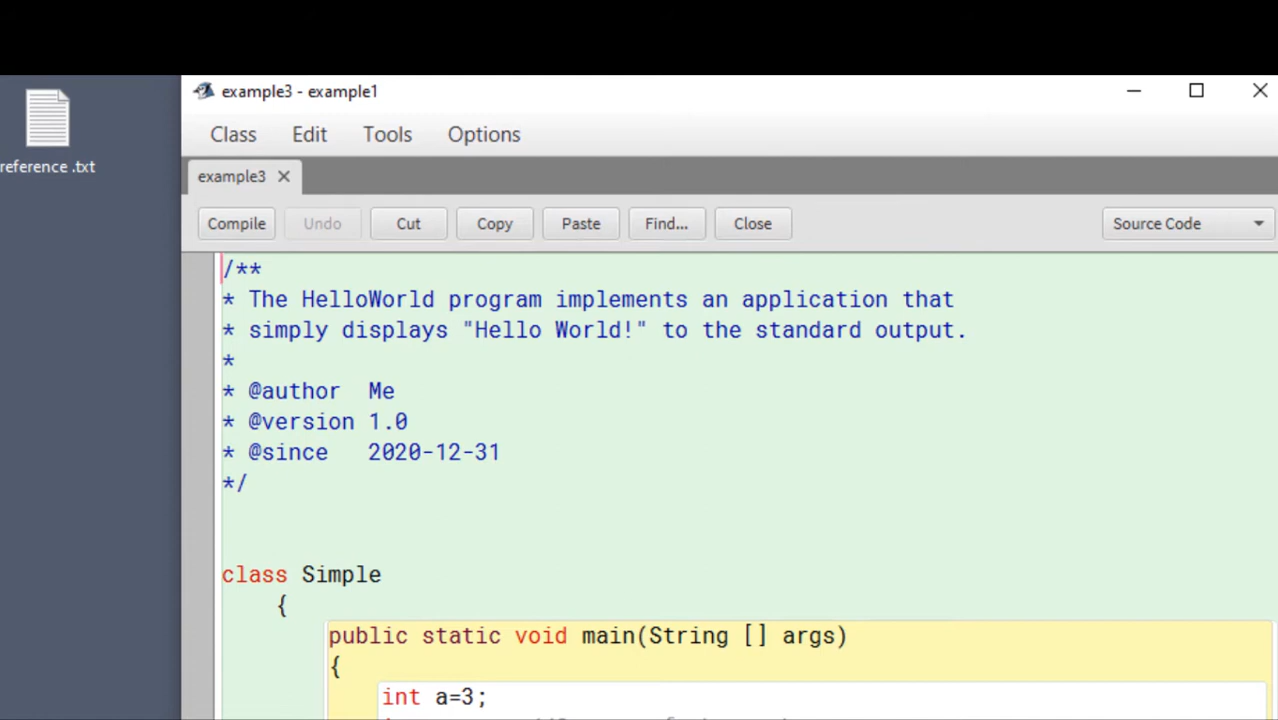 example3 - example1
reference .txt
Class Edit Tools Options
example3
Compile Undo Cut Copy Paste Find... Close Source Code
/**
* The HelloWorld program implements an application that
* simply displays "Hello World!" to the standard output.
*
* @author Me
* @version 1.0
* @since 2020-12-31
*/
class Simple
{
public static void main(String [] args)
{
int a=3;